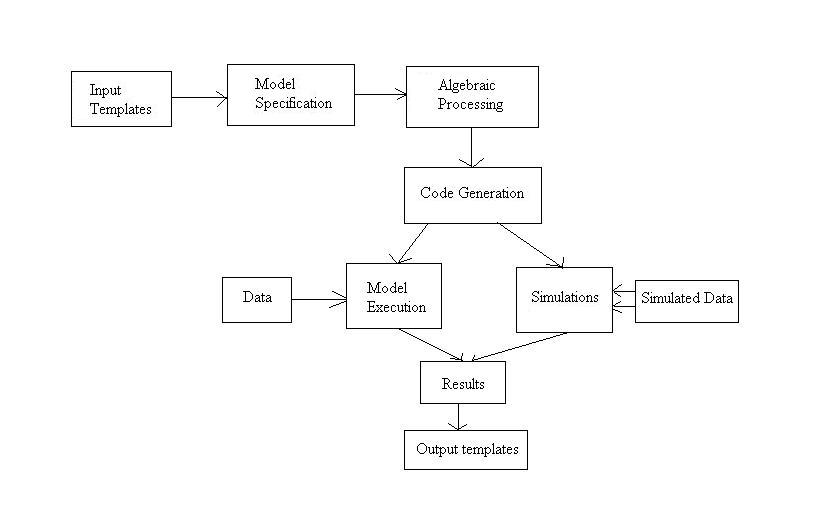 Input
Templates
Model
Specification
Algebraic
Processing
Code Generation
Data
Model
Execution
Simulations
Simulated Data
Results
Output templates